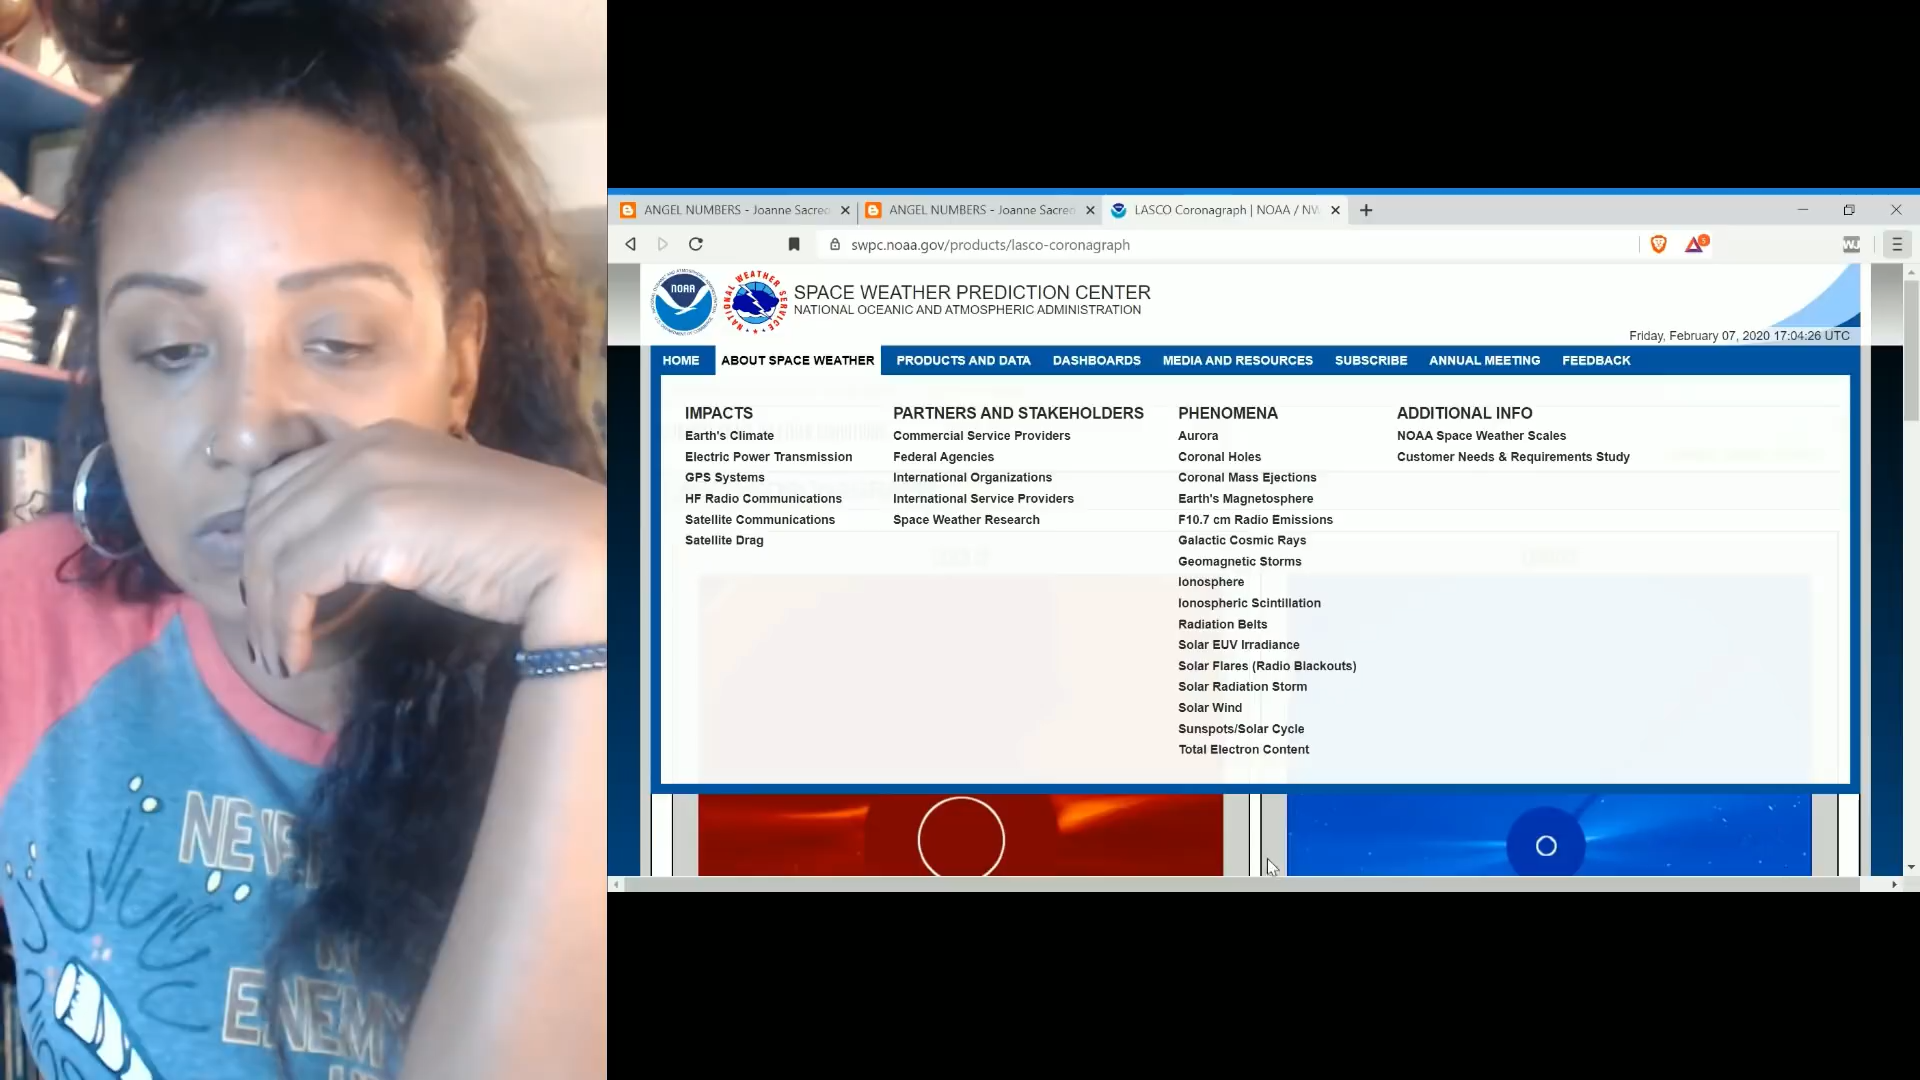 ANGEL NUMBERS - Joanne Sacred
ANGEL NUMBERS - Joanne Sacred
LASCO Coronagraph | NOAA / NW
swpc.noaa.gov/products/lasco-coronagraph
5
WJ
NOAA
NATIONAL WEATHER SERVICE
SPACE WEATHER PREDICTION CENTER
NATIONAL OCEANIC AND ATMOSPHERIC ADMINISTRATION
Friday, February 07, 2020 17:04:26 UTC
HOME ABOUT SPACE WEATHER PRODUCTS AND DATA DASHBOARDS MEDIA AND RESOURCES SUBSCRIBE ANNUAL MEETING FEEDBACK
IMPACTS
Earth's Climate
Electric Power Transmission
GPS Systems
HF Radio Communications
Satellite Communications
Satellite Drag
PARTNERS AND STAKEHOLDERS
Commercial Service Providers
Federal Agencies
International Organizations
International Service Providers
Space Weather Research
PHENOMENA
Aurora
Coronal Holes
Coronal Mass Ejections
Earth's Magnetosphere
F10.7 cm Radio Emissions
Galactic Cosmic Rays
Geomagnetic Storms
Ionosphere
Ionospheric Scintillation
Radiation Belts
Solar EUV Irradiance
Solar Flares (Radio Blackouts)
Solar Radiation Storm
Solar Wind
Sunspots/Solar Cycle
Total Electron Content
ADDITIONAL INFO
NOAA Space Weather Scales
Customer Needs & Requirements Study
NEVE
ENEMY